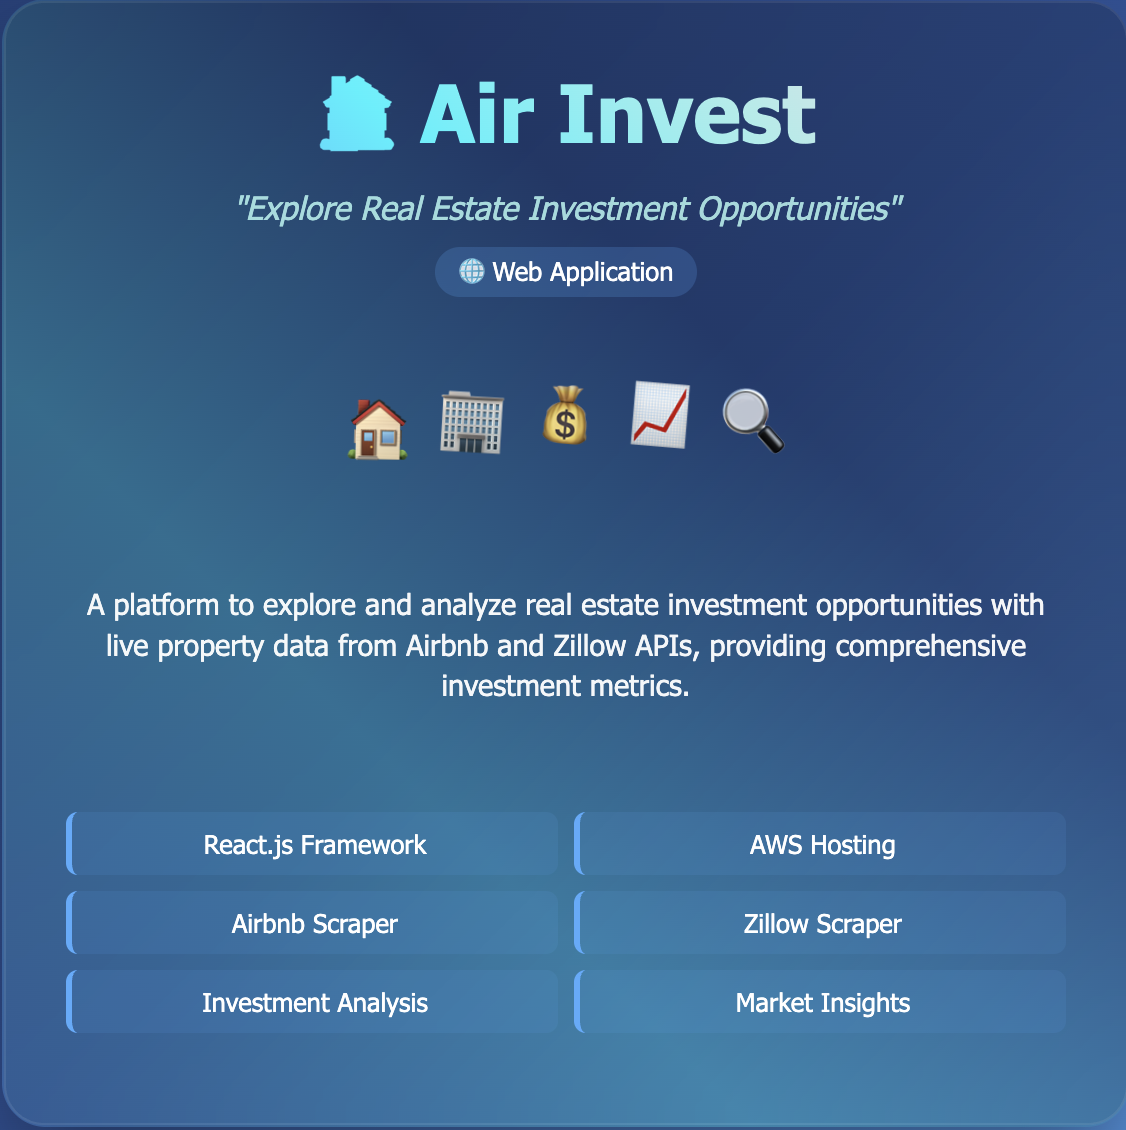 Air Invest
"Explore Real Estate Investment Opportunities"
Web Application
$
A platform to explore and analyze real estate investment opportunities with
live property data from Airbnb and Zillow APIs, providing comprehensive
investment metrics.
React.js Framework
AWS Hosting
Airbnb Scraper
Zillow Scraper
Investment Analysis
Market Insights